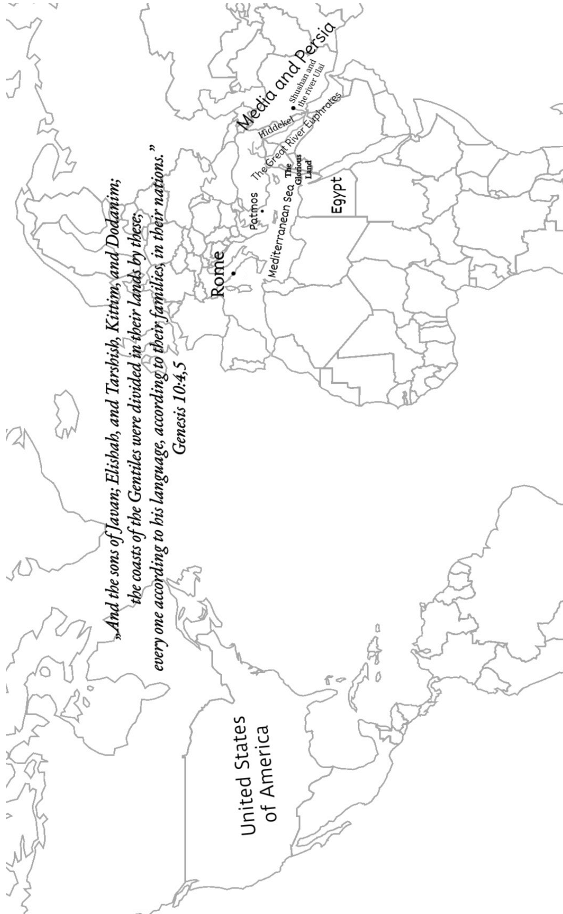 „And the sons of Javan; Elishah, and Tarshish, Kittim, and Dodanim;
the coasts of the Gentiles were divided in their lands by these;
every one according to his language, according to their families, in their nations.”
Genesis 10:4,5
United States
of America
Rome
Patmos
Mediterranean Sea
Egypt
The
Glorious
Land
The Great River Euphrates
Hiddekel
Media and Persia
Shushan and
the river Ulai